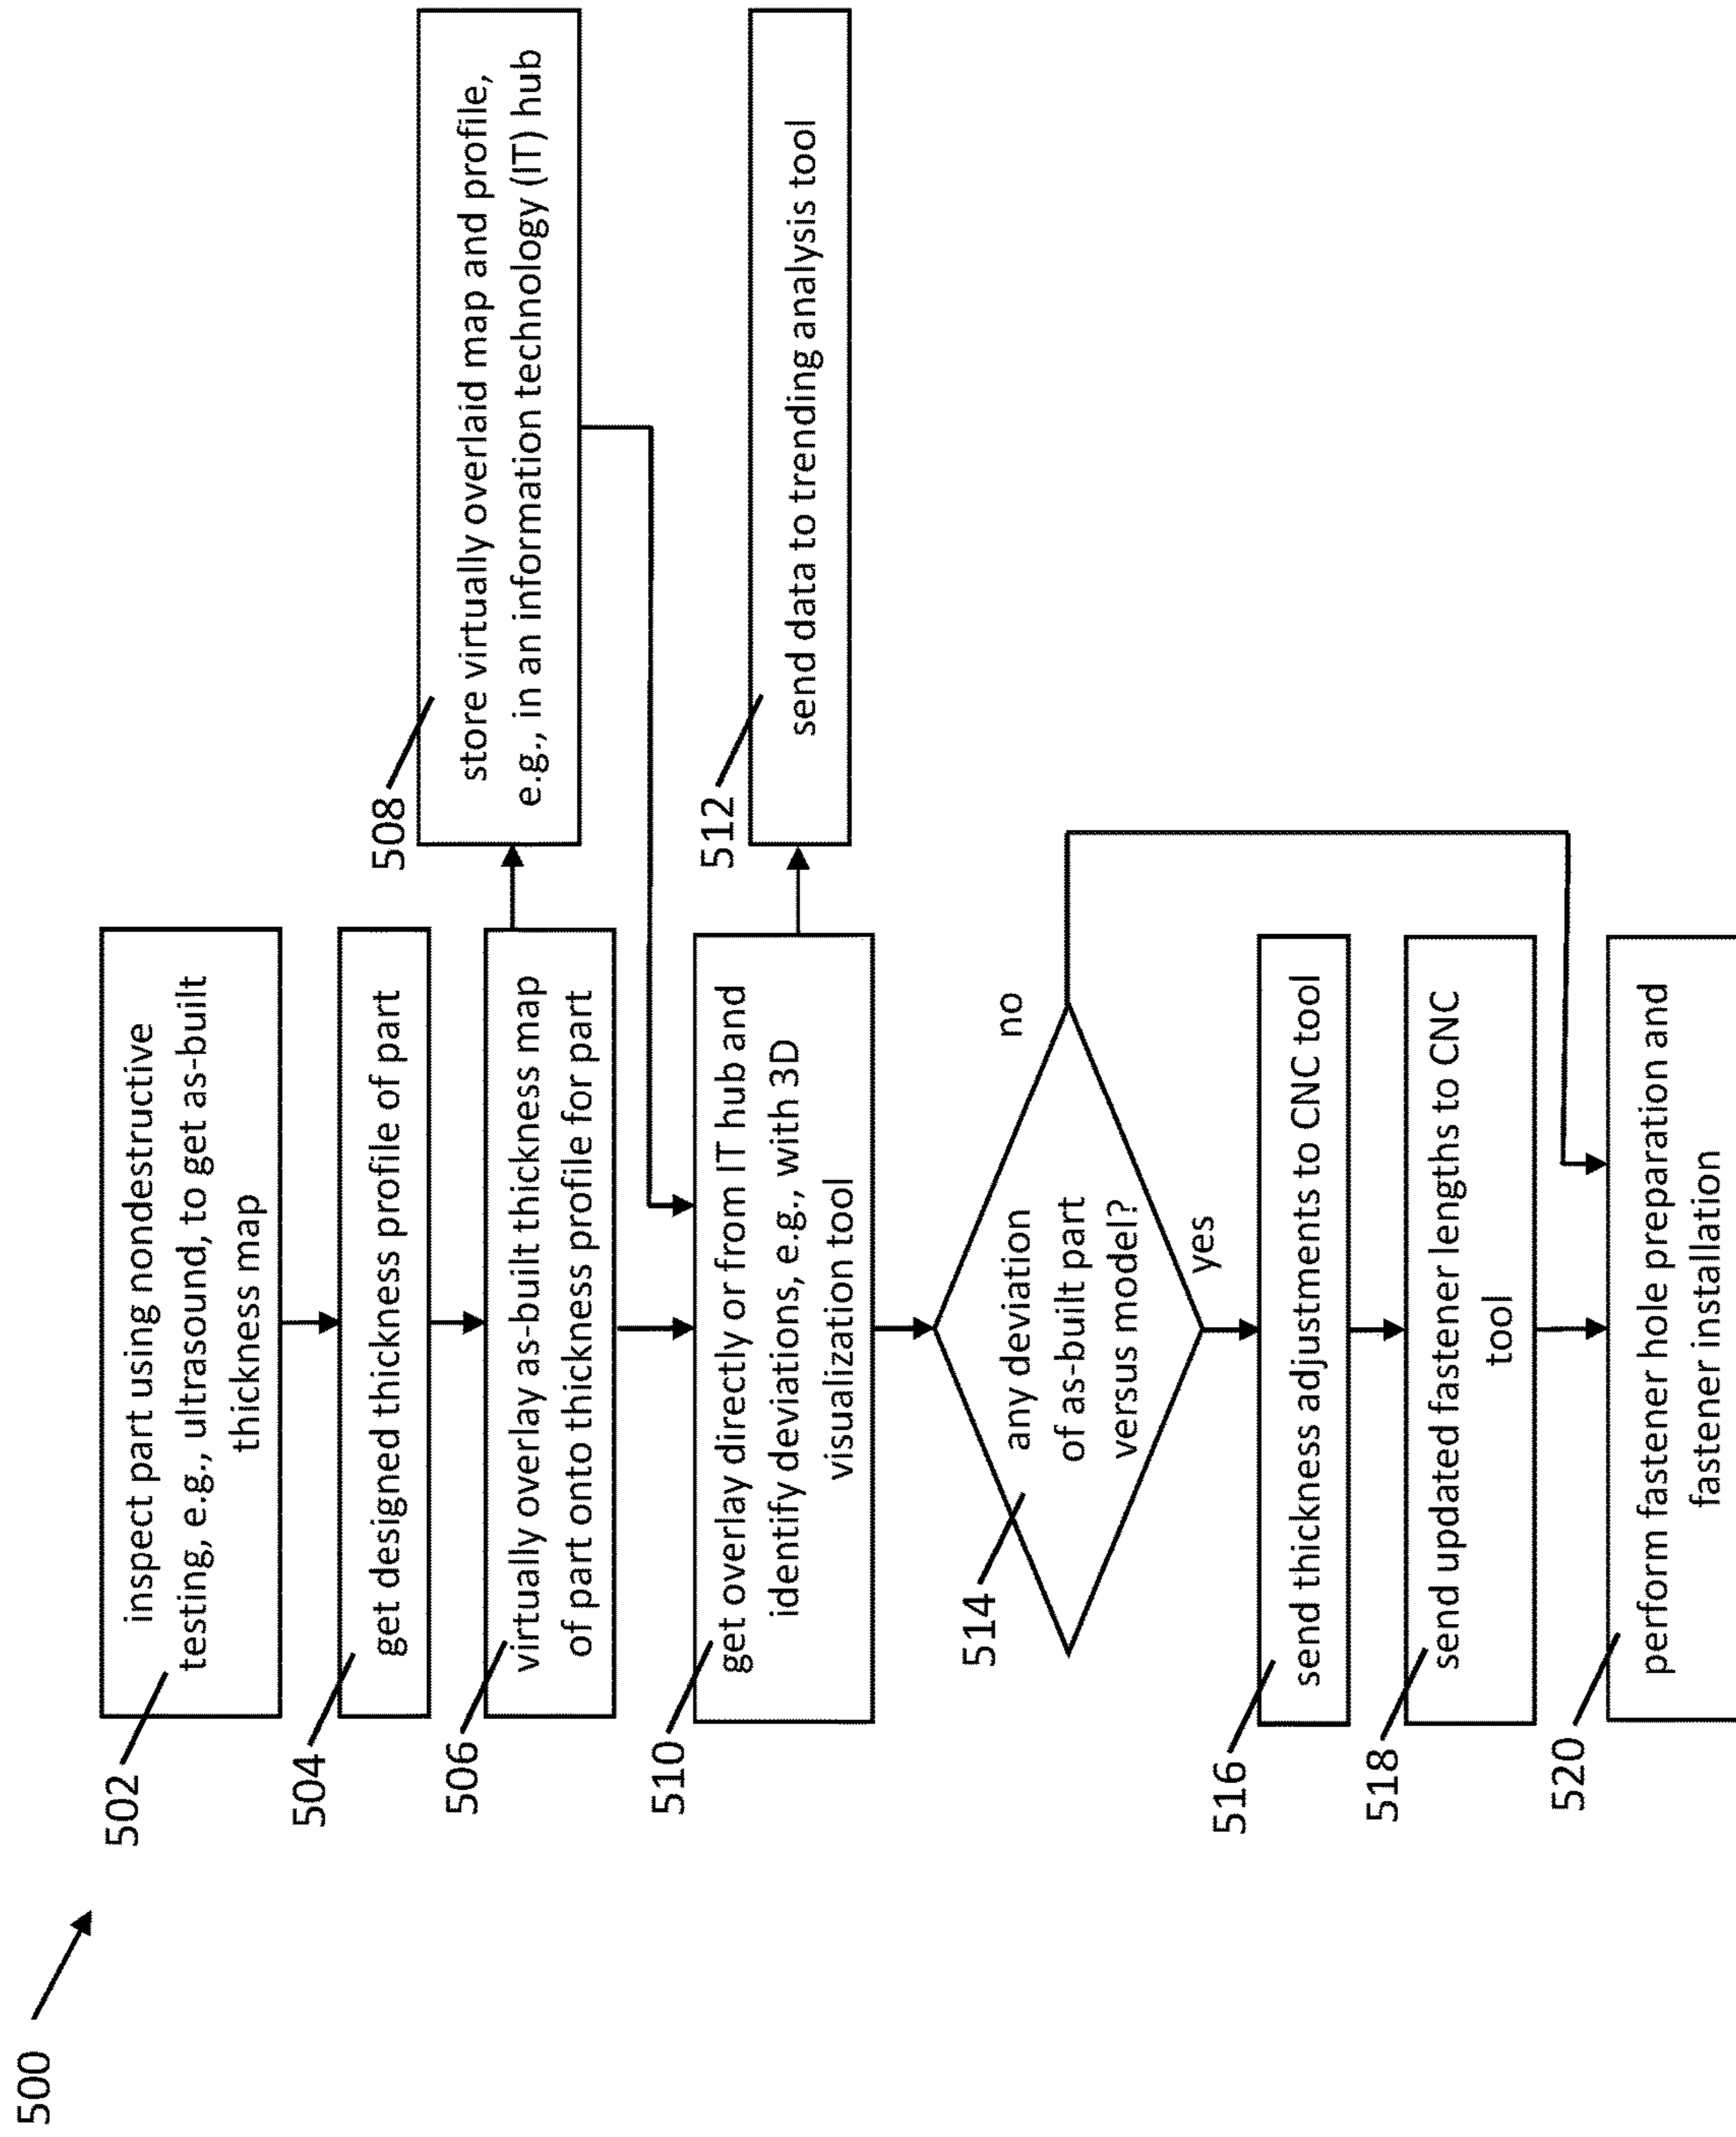 500
502
inspect part using nondestructive
testing, e.g., ultrasound, to get as-built
thickness map
504
get designed thickness profile of part
506
virtually overlay as-built thickness map
of part onto thickness profile for part
508
store virtually overlaid map and profile,
e.g., in an information technology (IT) hub
510
get overlay directly or from IT hub and
identify deviations, e.g., with 3D
visualization tool
512
send data to trending analysis tool
514
any deviation
of as-built part
versus model?
no
yes
516
send thickness adjustments to CNC tool
518
send updated fastener lengths to CNC
tool
520
perform fastener hole preparation and
fastener installation